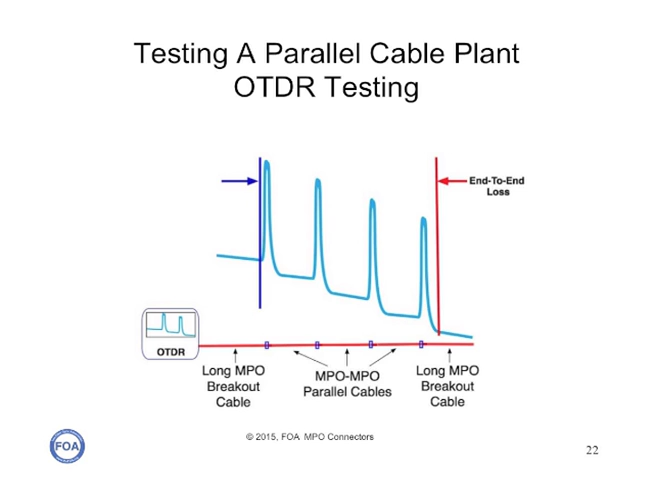 Testing A Parallel Cable Plant
OTDR Testing
End-To-End
Loss
OTDR
Long MPO
Breakout
Cable
MPO-MPO
Parallel Cables
Long MPO
Breakout
Cable
FOA
© 2015, FOA MPO Connectors
22